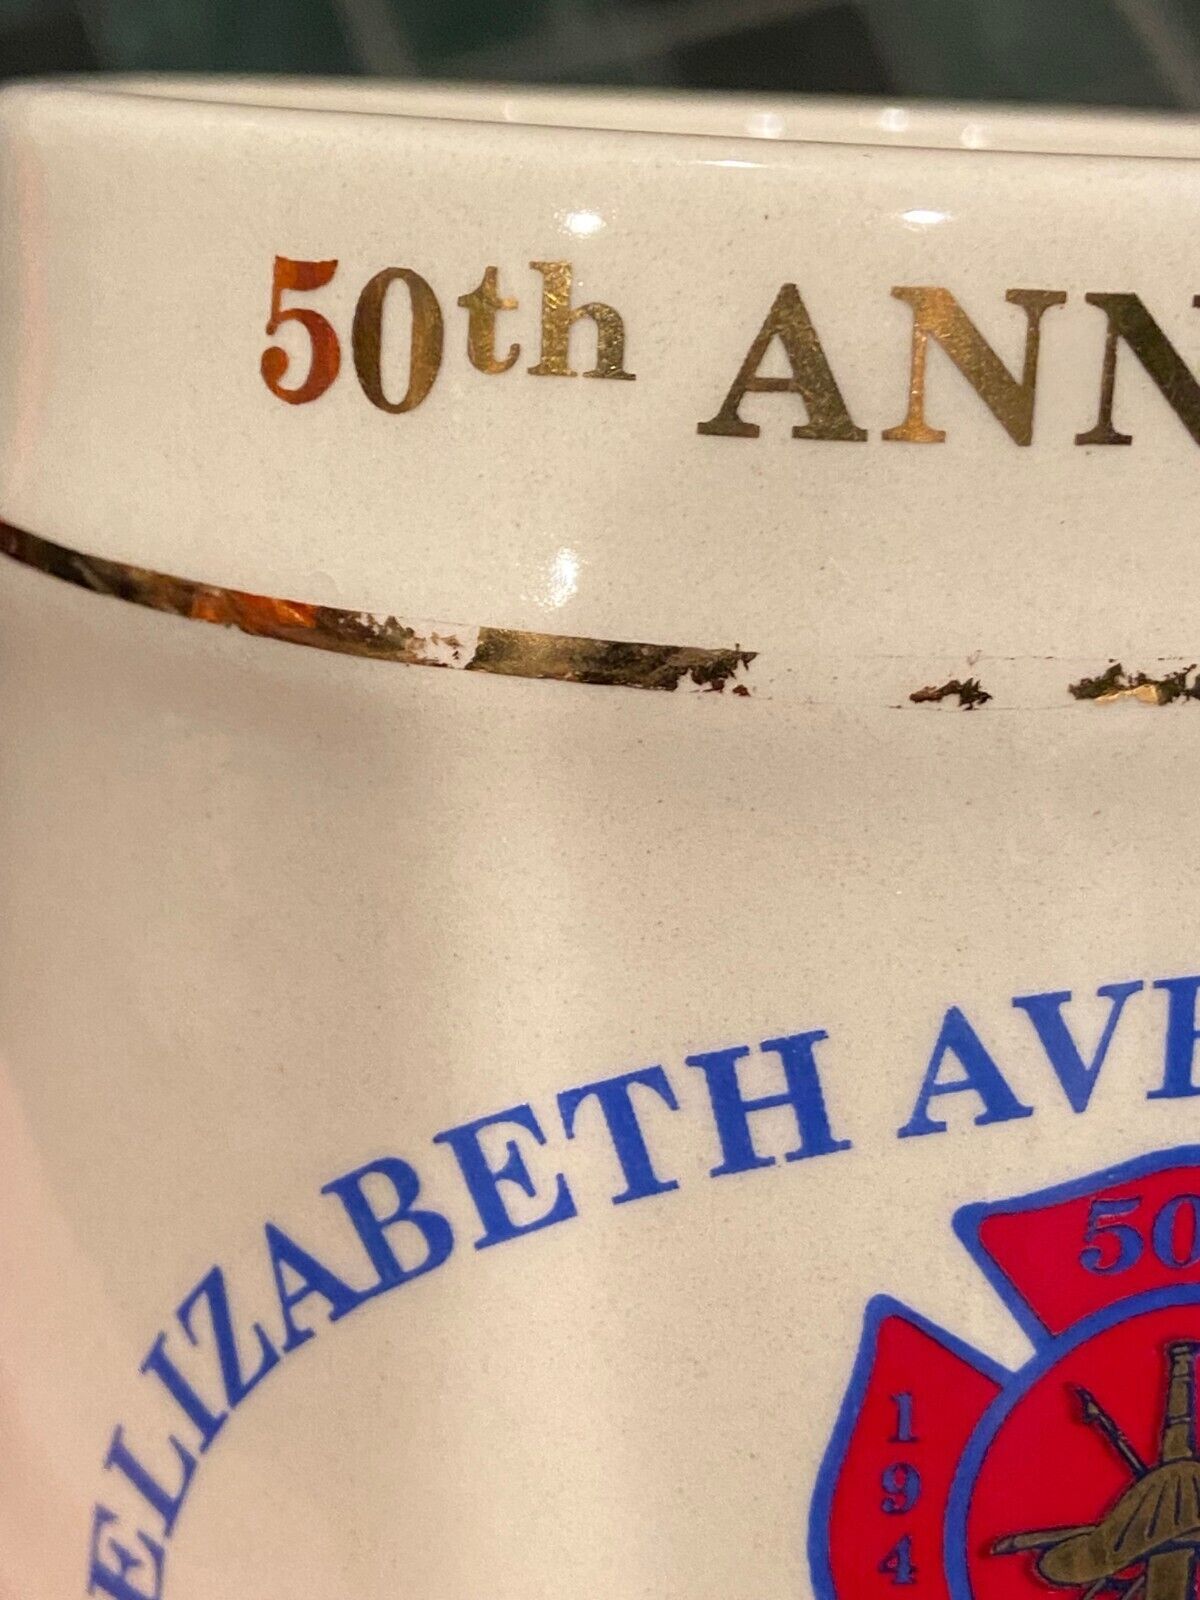 50th ANN
ELIZABETH AVE
50
194